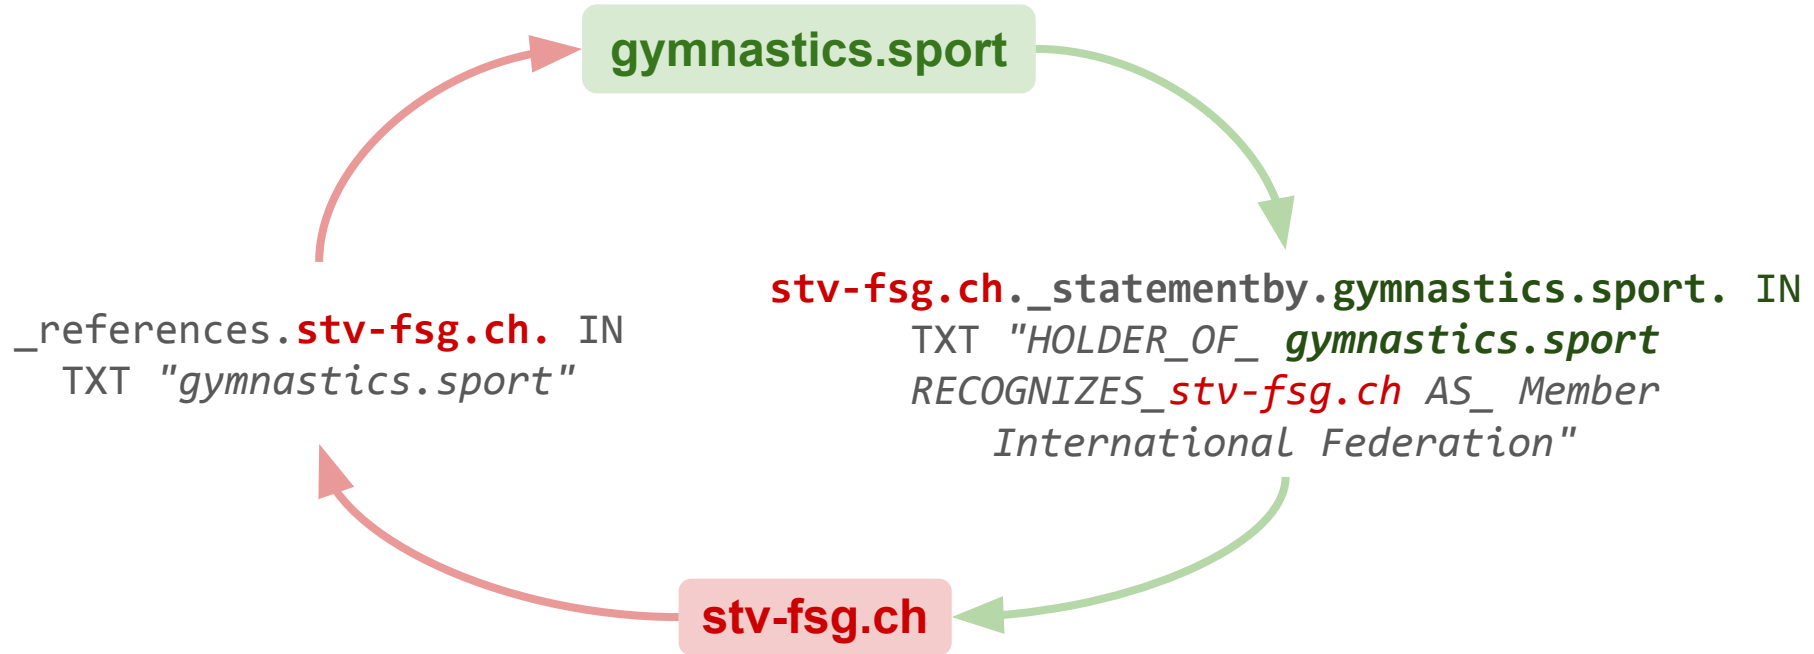 gymnastics.sport
_references.stv-fsg.ch. IN
TXT "gymnastics.sport"
stv-fsg.ch._statementby.gymnastics.sport. IN
TXT "HOLDER_OF_ gymnastics.sport
RECOGNIZES_stv-fsg.ch AS_ Member
International Federation"
stv-fsg.ch